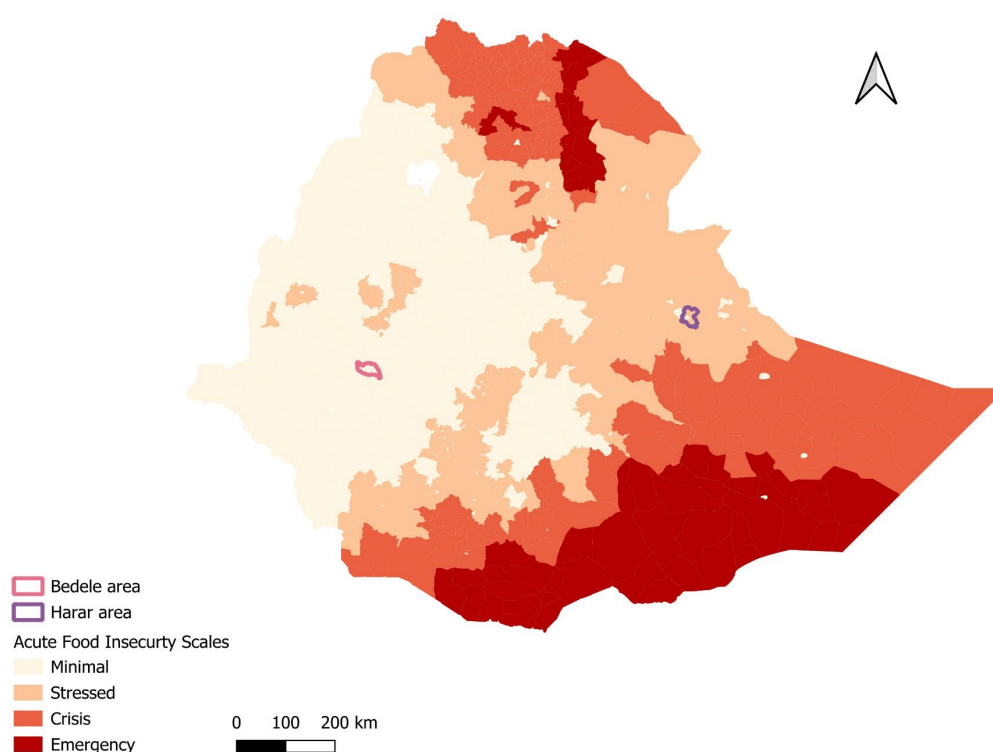 Bedele area
Harar area
Acute Food Insecurty Scales
Minimal
Stressed
Crisis
Emergency
0 100 200 km